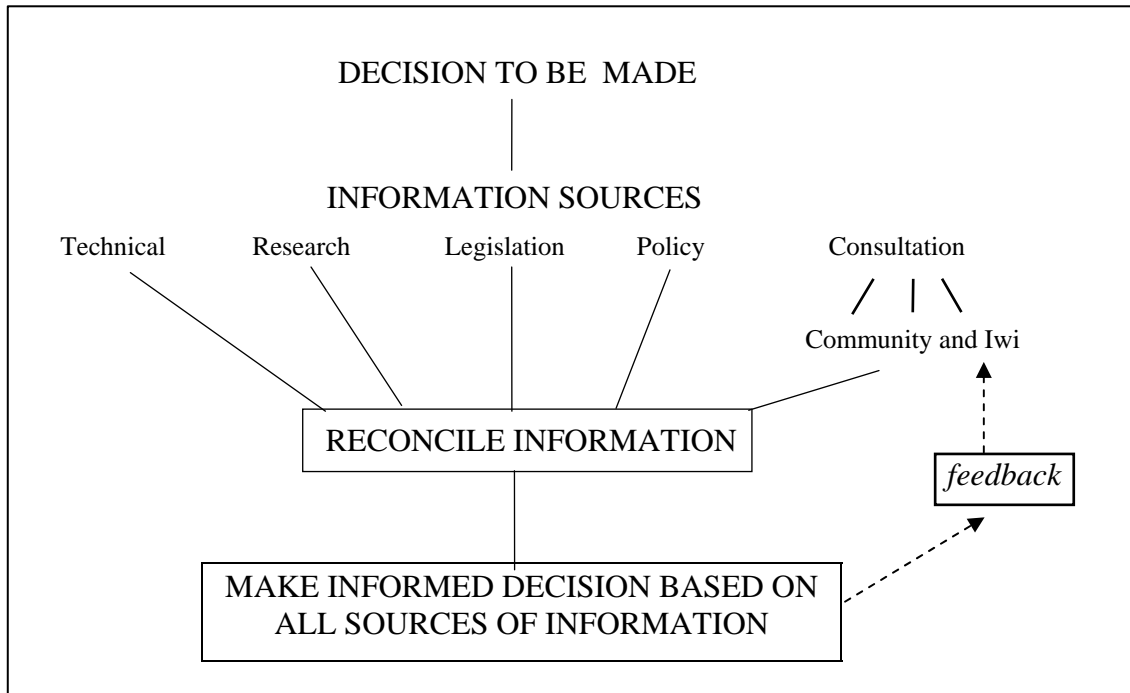 DECISION TO BE MADE
INFORMATION SOURCES
Technical Research Legislation Policy Consultation
Community and Iwi
RECONCILE INFORMATION
feedback
MAKE INFORMED DECISION BASED ON
ALL SOURCES OF INFORMATION